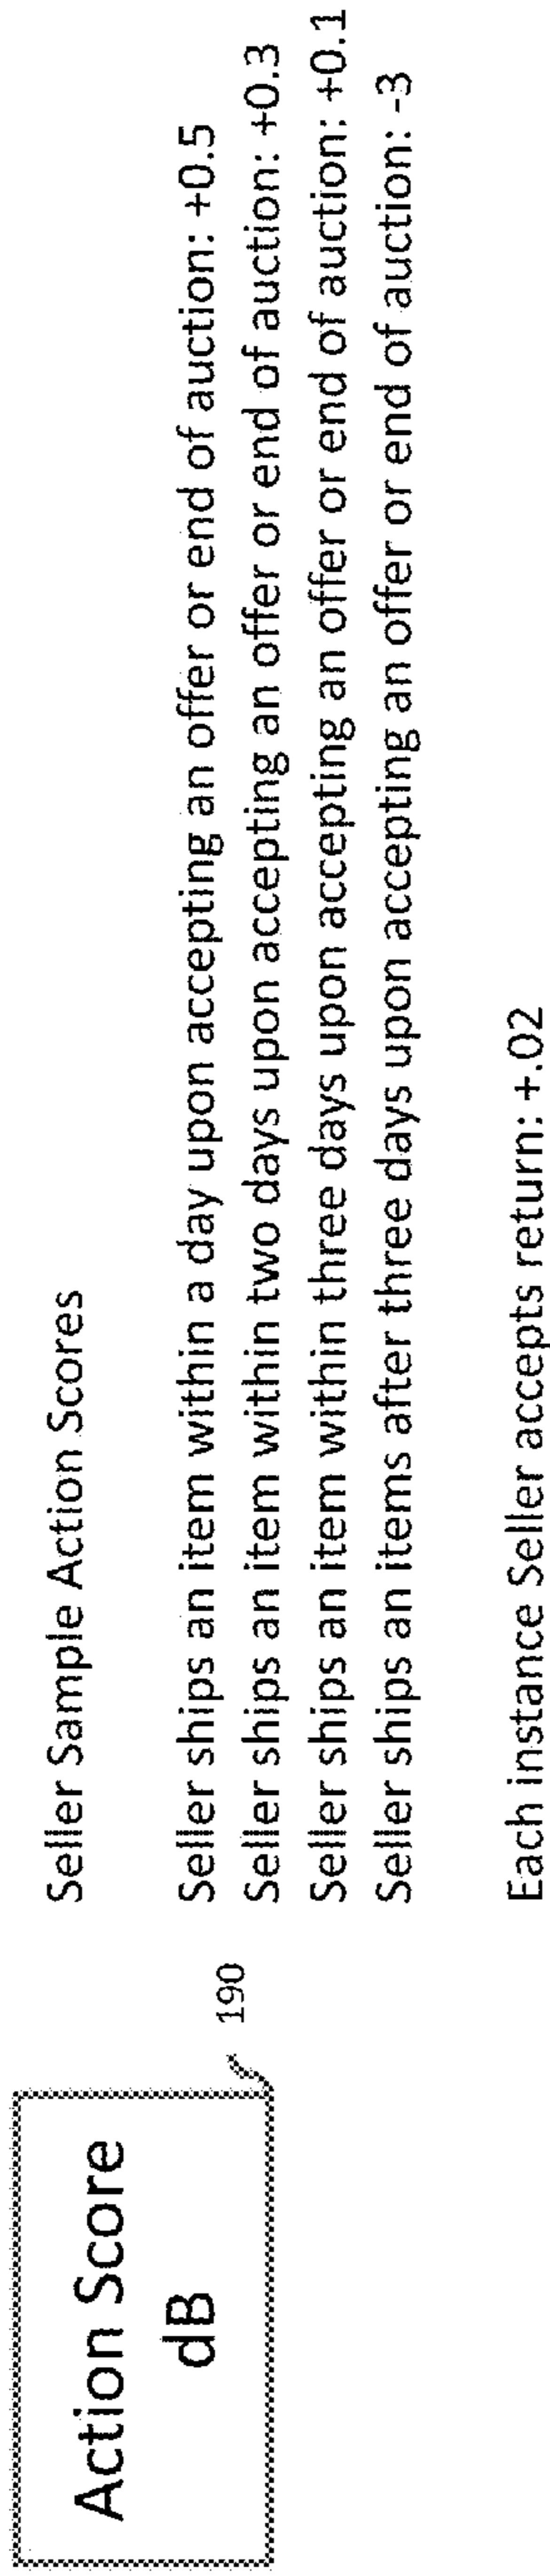 Action Score
dB
190
Seller Sample Action Scores
Seller ships an item within a day upon accepting an offer or end of auction: +0.5
Seller ships an item within two days upon accepting an offer or end of auction: +0.3
Seller ships an item within three days upon accepting an offer or end of auction: +0.1
Seller ships an items after three days upon accepting an offer or end of auction: -3
Each instance Seller accepts return: +.02